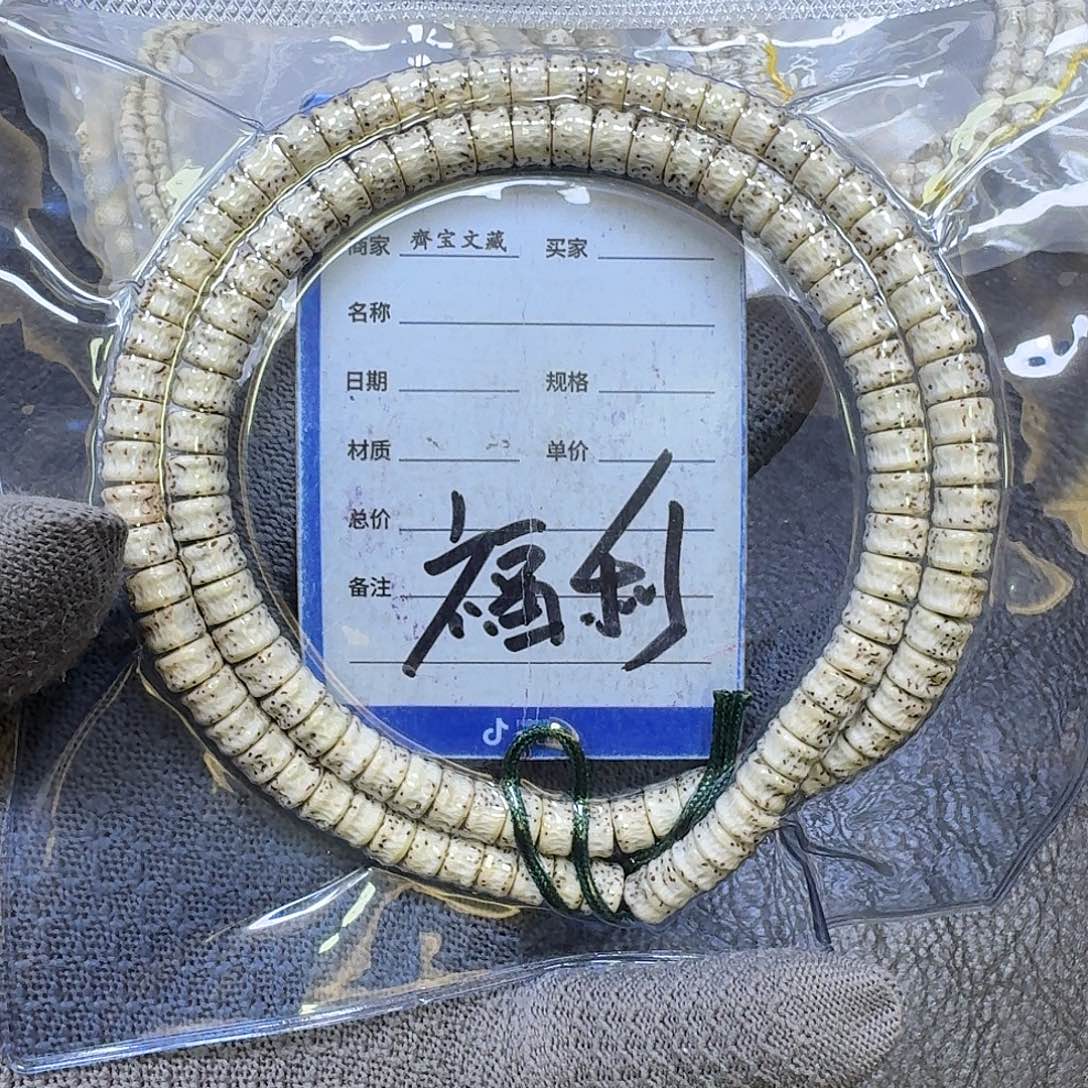 商家 齊宝文藏 买家
名称
日期 规格
材质 单价
总价
备注
福利